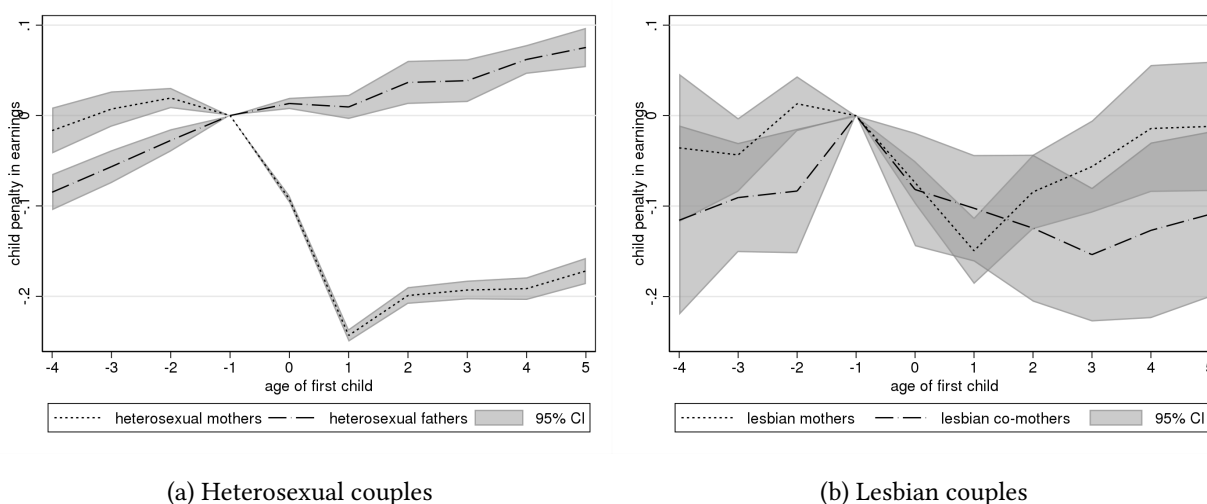 .1
0
-.1
-.2
child penalty in earnings
-4 -3 -2 -1 0 1 2 3 4 5
age of first child
heterosexual mothers heterosexual fathers 95% CI
(a) Heterosexual couples
.1
0
-.1
-.2
child penalty in earnings
-4 -3 -2 -1 0 1 2 3 4 5
age of first child
lesbian mothers lesbian co-mothers 95% CI
(b) Lesbian couples